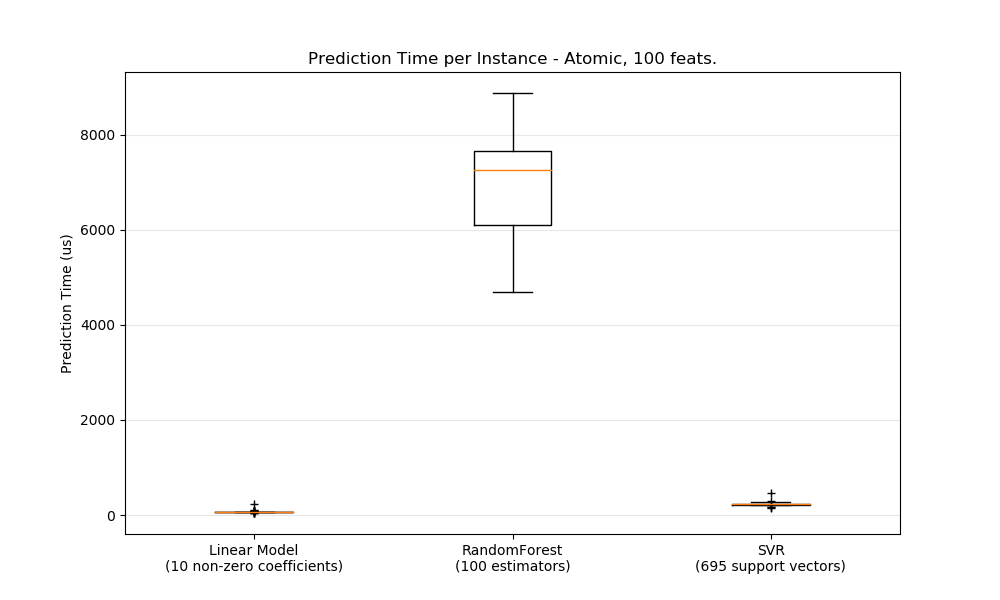 Prediction Time per Instance - Atomic, 100 feats.
Prediction Time (us)
8000
6000
4000
2000
0
Linear Model
(10 non-zero coefficients)
RandomForest
(100 estimators)
SVR
(695 support vectors)